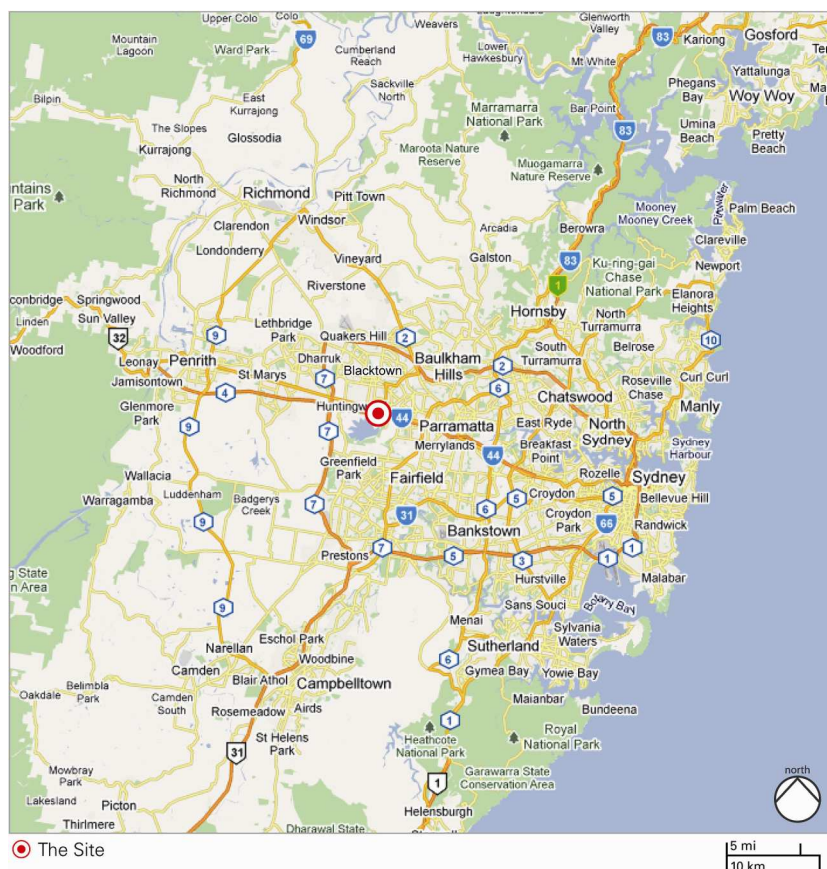 Upper Colo
Colo
Weavers
Glenworth
Valley
83
Kariong
Gosford
Mountain
Lagoon
Ward Park
69
Cumberland
Reach
Lower
Hawkesbury
Mt White
Yattalunga
Phegans
Bay
Woy Woy
Bilpin
East
Kurrajong
Sackville
North
Marramarra
National Park
Bar Point
83
Umina
Beach
Pretty
Beach
The Slopes
Kurrajong
Glossodia
Maroota Nature
Reserve
Muogamarra
Nature Reserve
ntains
Park
North
Richmond
Richmond
Pitt Town
Windsor
Mooney
Mooney Creek
Pittwater
Palm Beach
Clarendon
Londonderry
Vineyard
Arcadia
Berowra
Clareville
Galston
83
Newport
Riverstone
1
Ku-ring-gai
Chase
National Park
Elanora
Heights
conbridge
Springwood
Linden
Sun Valley
Woodford
32
9
Lethbridge
Park
Quakers Hill
2
Hornsby
North
Turramurra
10
Leonay
Penrith
Dharruk
Blacktown
Baulkham
Hills
South
Turramurra
Belrose
Jamisontown
St Marys
7
2
6
Roseville
Chase
Curl Curl
4
Chatswood
Manly
Glenmore
Park
9
Huntingw
44
7
Parramatta
East Ryde
North
Sydney
Merrylands
Breakfast
Point
Sydney
Harbour
Greenfield
Park
44
Wallacia
Fairfield
Rozelle
Sydney
Warragamba
Luddenham
Badgerys
Creek
7
5
Croydon
5
Bellevue Hill
9
31
6
Croydon
Park
66
Randwick
Bankstown
Prestons
7
5
3
1
1
g State
n Area
Hurstville
Malabar
9
Sans Souci
Botany Bay
Menai
Sylvania
Waters
Eschol Park
Narellan
Woodbine
6
Sutherland
Camden
Blair Athol
Campbelltown
Gymea Bay
Yowie Bay
Oakdale
Belimbla
Park
Camden
South
Rosemeadow
Airds
Maianbar
Bundeena
1
31
St Helens
Park
Heathcote
National Park
Royal
National Park
Mowbray
Park
1
Garawarra State
Conservation Area
north
Lakesland
Picton
Helensburgh
Thirlmere
Dharawal State
The Site
5 mi
10 km